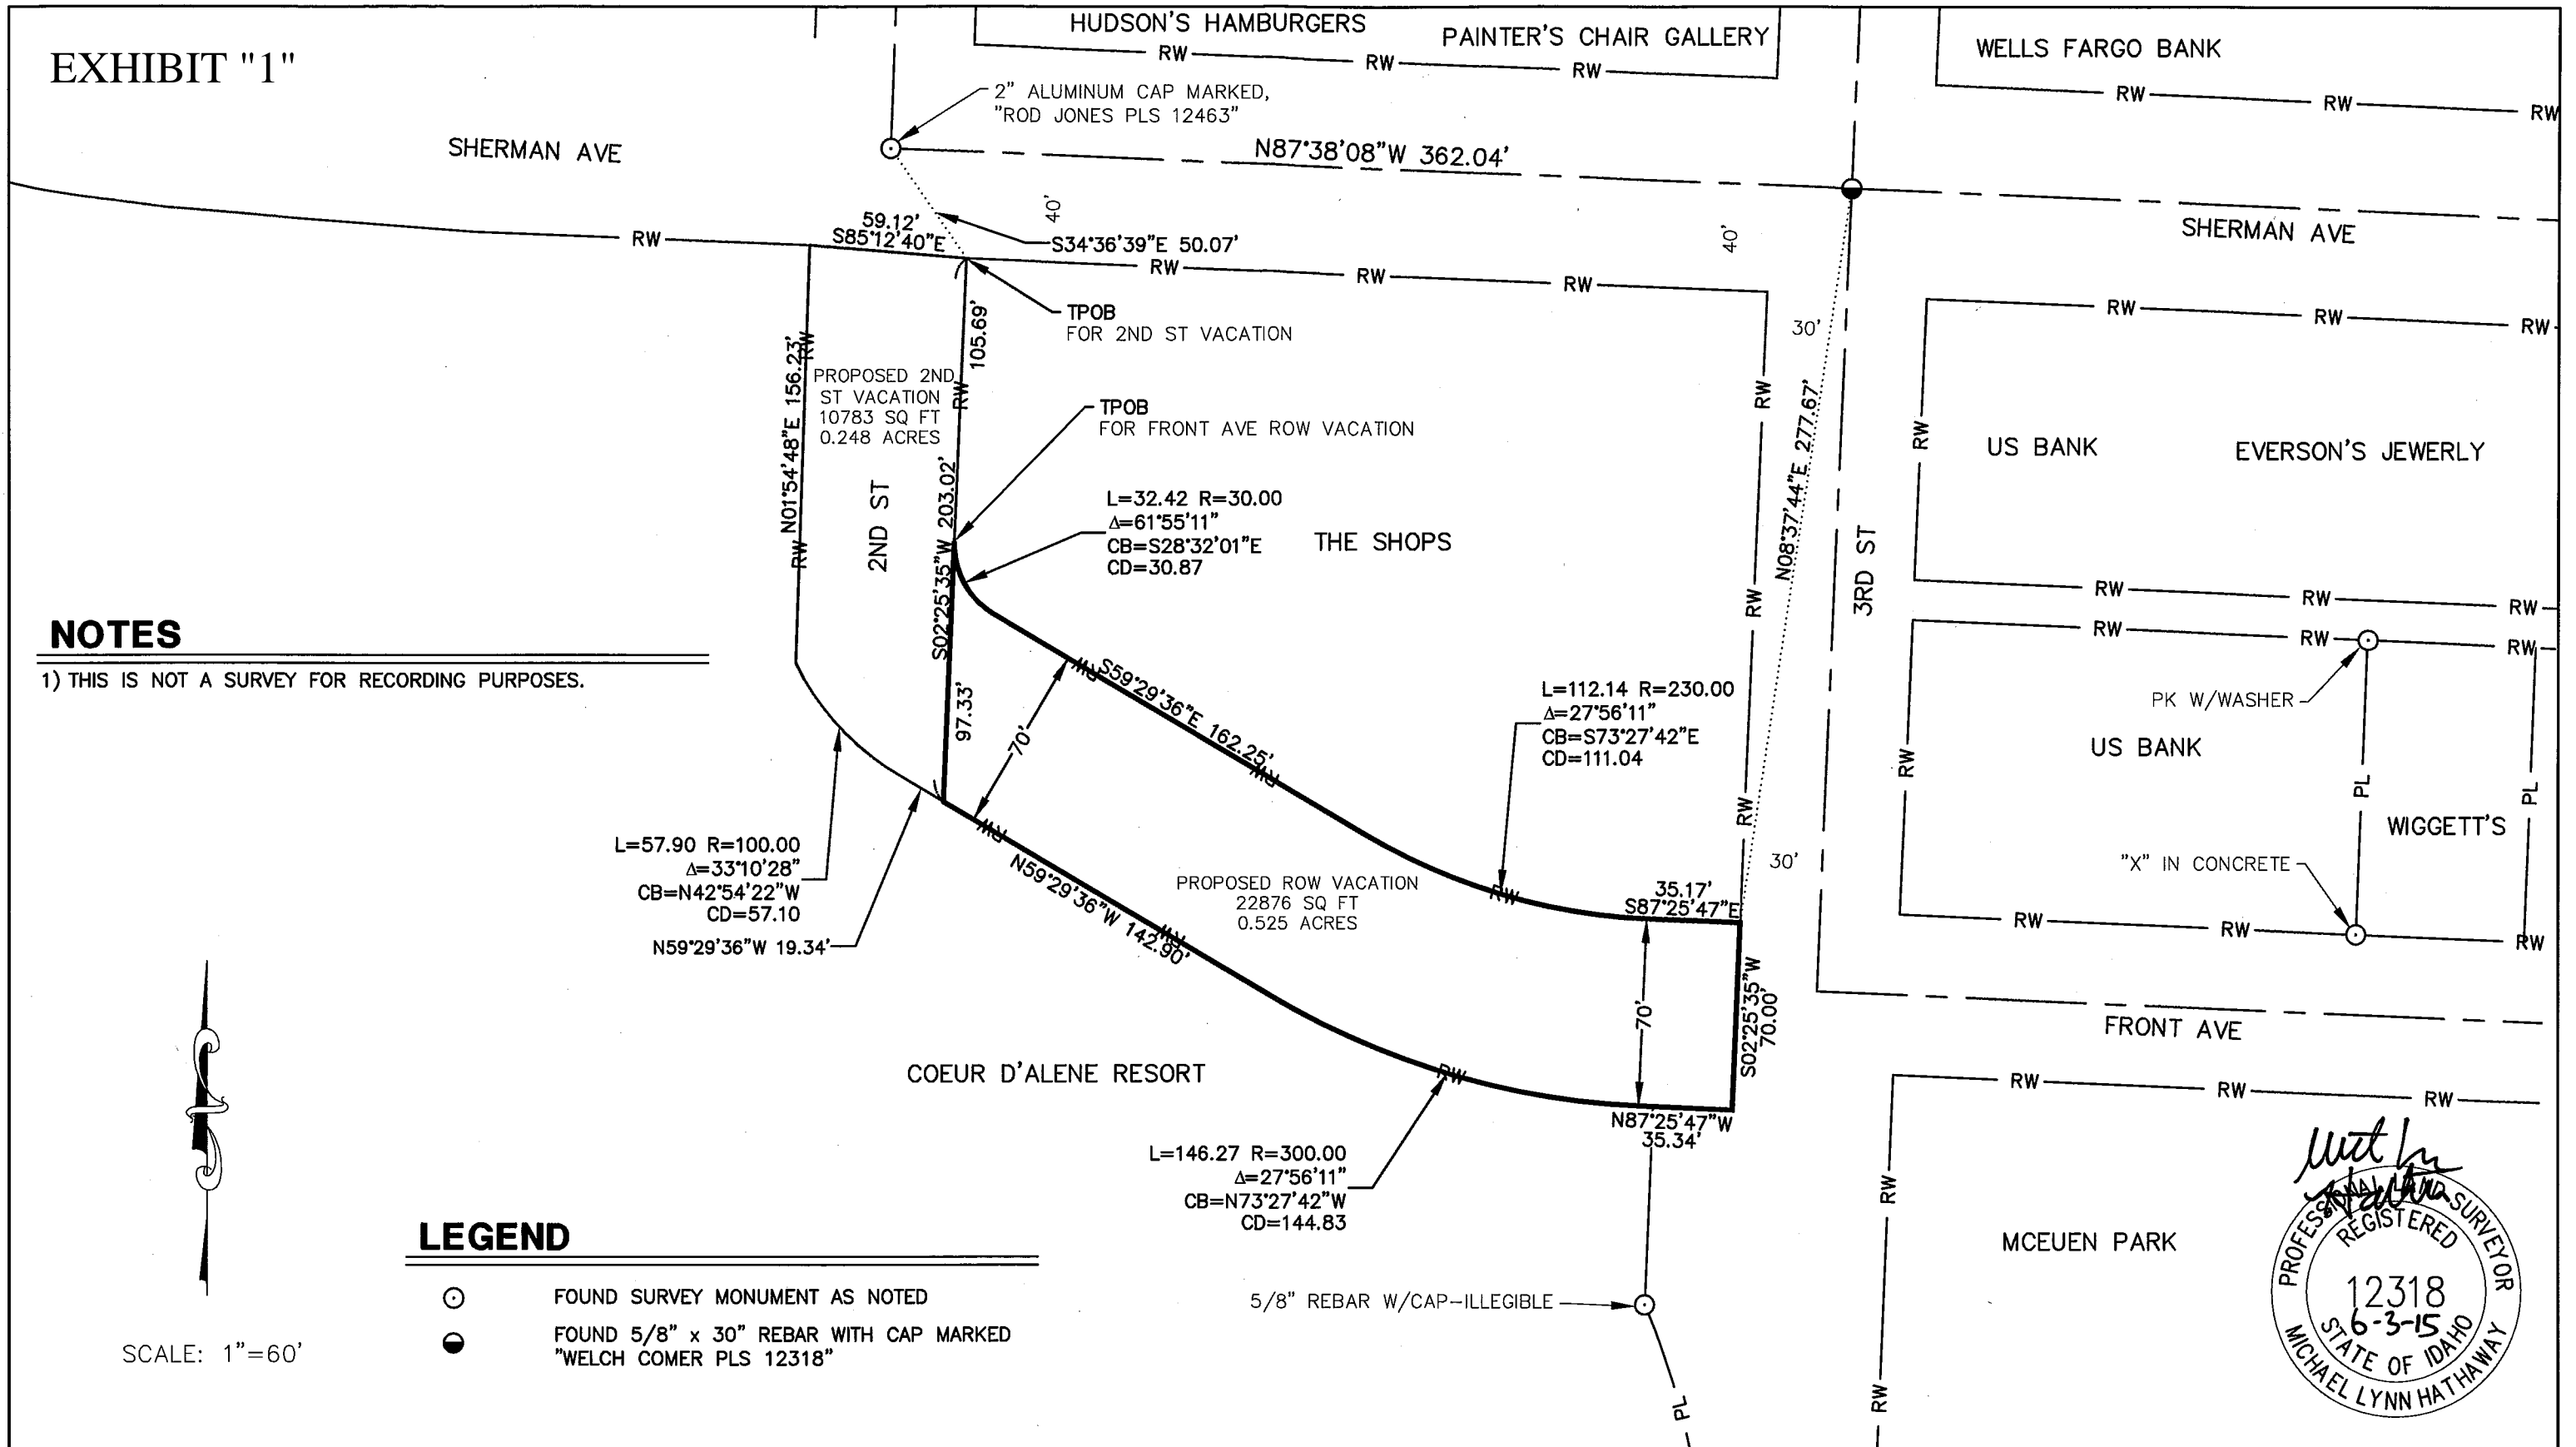 EXHIBIT "1"
HUDSON'S HAMBURGERS
PAINTER'S CHAIR GALLERY
WELLS FARGO BANK
RW
RW
RW
RW
RW
RW
2" ALUMINUM CAP MARKED,
"ROD JONES PLS 12463"
SHERMAN AVE
N87°38'08"W 362.04'
SHERMAN AVE
RW
59.12'
S85°12'40"E
40'
S34°36'39"E 50.07'
40'
RW
RW
RW
TPOB
FOR 2ND ST VACATION
105.69'
30'
RW
RW
RW
N01°54'48"E 156.23'
RW
RW
PROPOSED 2ND
ST VACATION
10783 SQ FT
0.248 ACRES
RW
2ND ST
TPOB
FOR FRONT AVE ROW VACATION
S02°25'35"W 203.02'
L=32.42 R=30.00
Δ=61°55'11"
CB=S28°32'01"E
CD=30.87
THE SHOPS
RW
RW
RW
N08°37'44"E 277.67'
3RD ST
RW
US BANK
EVERSON'S JEWERLY
RW
RW
RW
RW
RW
RW
NOTES
1) THIS IS NOT A SURVEY FOR RECORDING PURPOSES.
97.33'
70'
RW
S59°29'36"E 162.25'
RW
L=112.14 R=230.00
Δ=27°56'11"
CB=S73°27'42"E
CD=111.04
PK W/WASHER
RW
US BANK
PL
PL
WIGGETT'S
"X" IN CONCRETE
L=57.90 R=100.00
Δ=33°10'28"
CB=N42°54'22"W
CD=57.10
N59°29'36"W 19.34'
RW
N59°29'36"W 142.90'
RW
PROPOSED ROW VACATION
22876 SQ FT
0.525 ACRES
RW
35.17'
S87°25'47"E
30'
RW
RW
RW
70'
S02°25'35"W
70.00'
FRONT AVE
COEUR D'ALENE RESORT
RW
N87°25'47"W
35.34'
RW
RW
RW
L=146.27 R=300.00
Δ=27°56'11"
CB=N73°27'42"W
CD=144.83
RW
MCEUEN PARK
LEGEND
FOUND SURVEY MONUMENT AS NOTED
FOUND 5/8" x 30" REBAR WITH CAP MARKED
"WELCH COMER PLS 12318"
SCALE: 1"=60'
5/8" REBAR W/CAP-ILLEGIBLE
PL
RW
PROFESSIONAL LAND SURVEYOR
REGISTERED
12318
6-3-15
STATE OF IDAHO
MICHAEL LYNN HATHAWAY